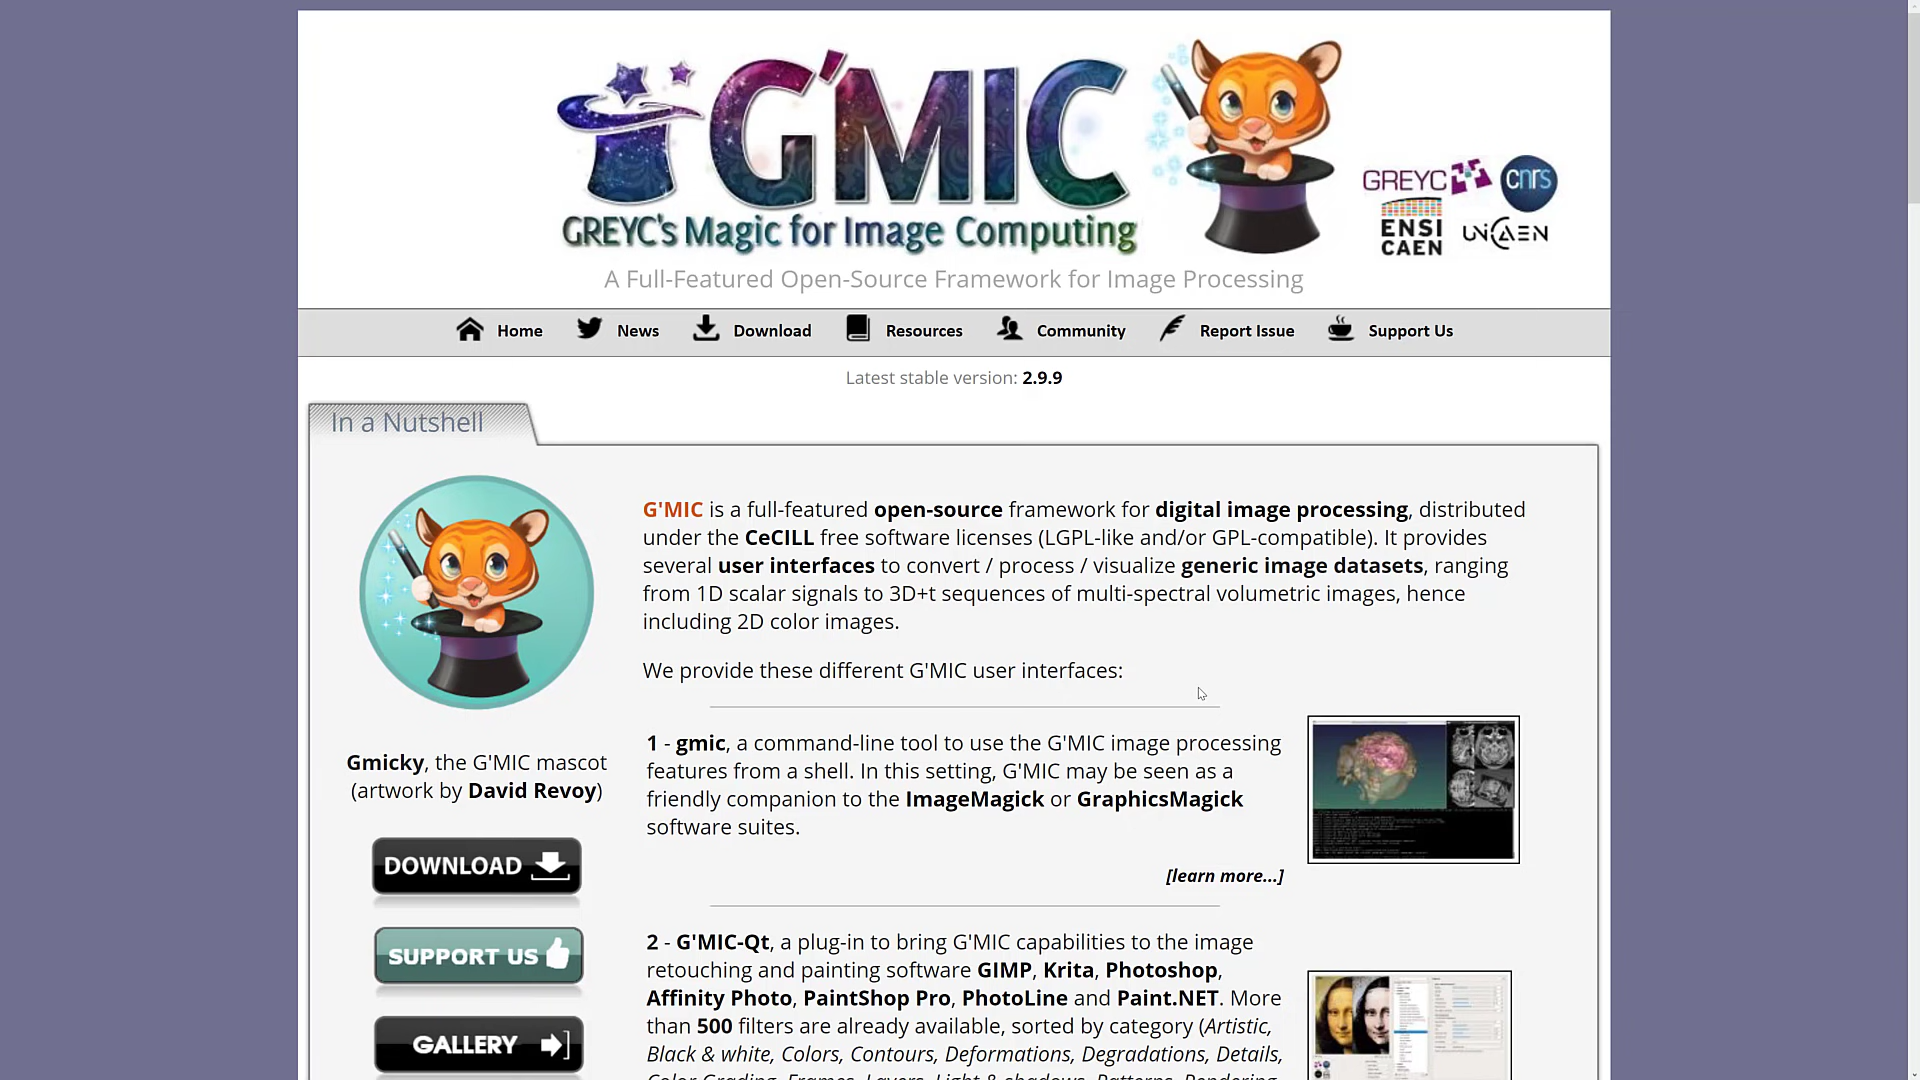 G'MIC
GREYC's Magic for Image Computing
GREYC
cnrs
ENSI
CAEN
UNICAEN
A Full-Featured Open-Source Framework for Image Processing
Home
News
Download
Resources
Community
Report Issue
Support Us
Latest stable version: 2.9.9
In a Nutshell
G'MIC is a full-featured open-source framework for digital image processing, distributed
under the CeCILL free software licenses (LGPL-like and/or GPL-compatible). It provides
several user interfaces to convert / process / visualize generic image datasets, ranging
from 1D scalar signals to 3D+t sequences of multi-spectral volumetric images, hence
including 2D color images.
We provide these different G'MIC user interfaces:
Gmicky, the G'MIC mascot
(artwork by David Revoy)
DOWNLOAD
SUPPORT US
GALLERY
1 - gmic, a command-line tool to use the G'MIC image processing
features from a shell. In this setting, G'MIC may be seen as a
friendly companion to the ImageMagick or GraphicsMagick
software suites.
[learn more...]
2 - G'MIC-Qt, a plug-in to bring G'MIC capabilities to the image
retouching and painting software GIMP, Krita, Photoshop,
Affinity Photo, PaintShop Pro, PhotoLine and Paint.NET. More
than 500 filters are already available, sorted by category (Artistic,
Black & white, Colors, Contours, Deformations, Degradations, Details,
Color Grading, Frames, Layers, Light & shadows, Patterns, Rendering,